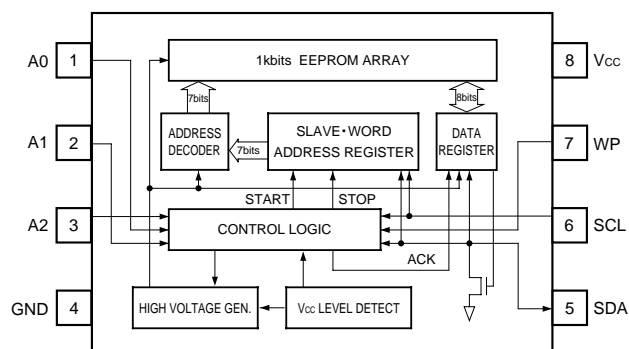 A0 1
1kbits EEPROM ARRAY
8 Vcc
7bits
8bits
A1 2
ADDRESS
DECODER
7bits
SLAVE・WORD
ADDRESS REGISTER
DATA
REGISTER
7 WP
START
STOP
A2 3
CONTROL LOGIC
6 SCL
ACK
GND 4
HIGH VOLTAGE GEN.
Vcc LEVEL DETECT
5 SDA